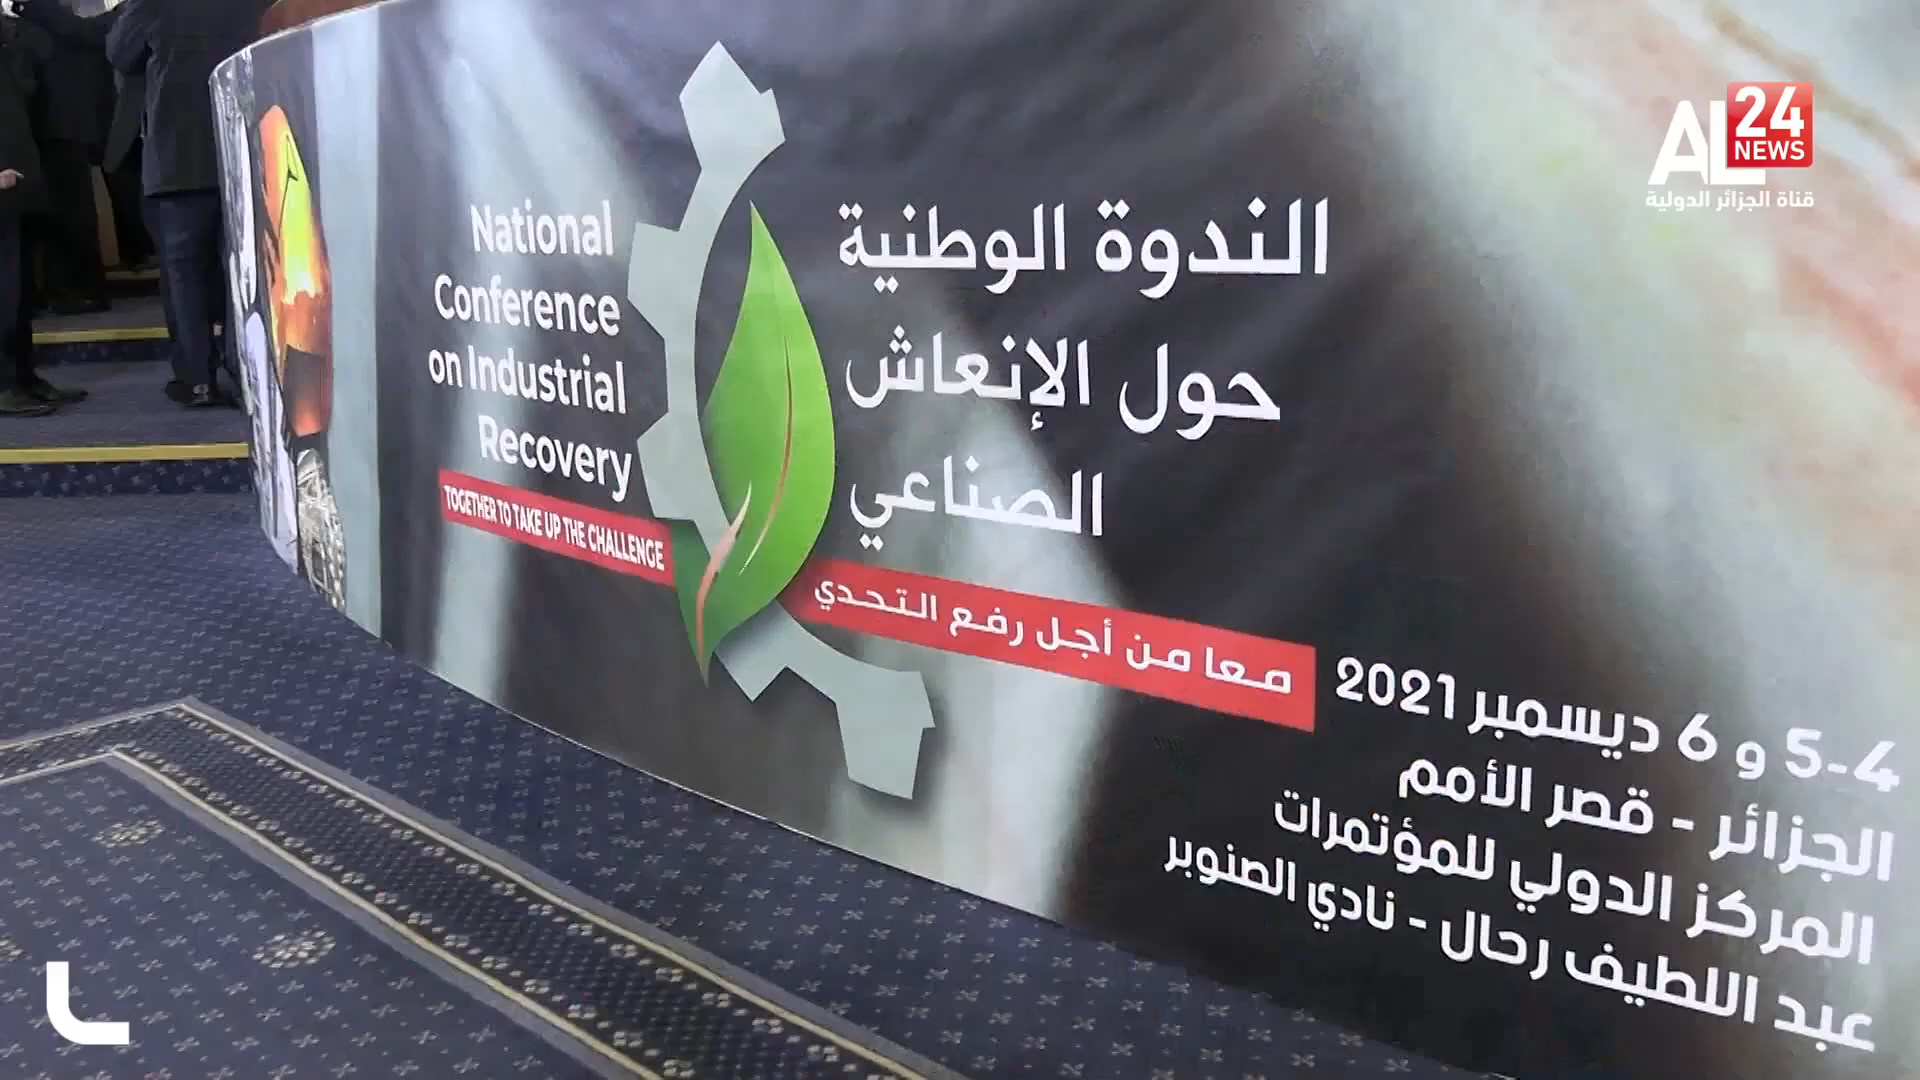 National
Conference
on Industrial
Recovery
TOGETHER TO TAKE UP THE CHALLENGE
الندوة الوطنية
حول الإنعاش
الصناعي
معا من أجل رفع التحدي
4-5 و 6 ديسمبر 2021
الجزائر - قصر الأمم
المركز الدولي للمؤتمرات
عبد اللطيف رحال - نادي الصنوبر
AL
24
NEWS
قناة الجزائر الدولية